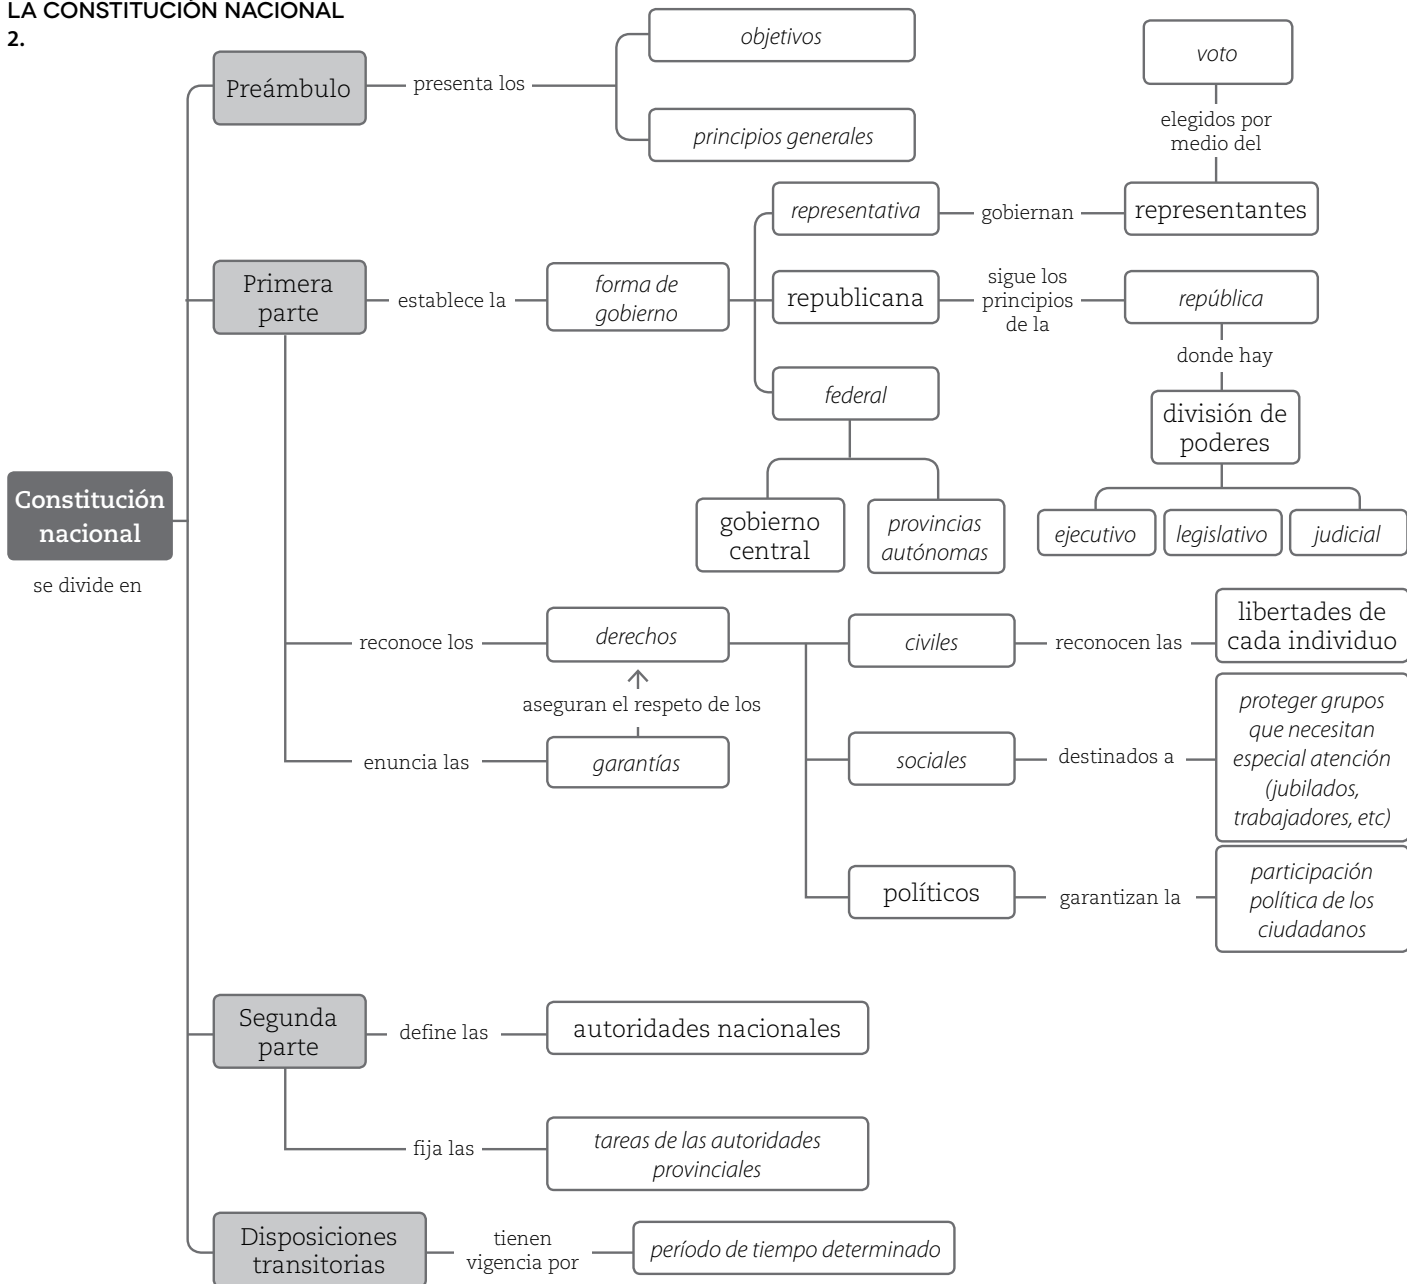 LA CONSTITUCIÓN NACIONAL
2.
Preámbulo
presenta los
objetivos
principios generales
voto
elegidos por
medio del
representativa
gobiernan
representantes
Primera
parte
establece la
forma de
gobierno
republicana
sigue los
principios
de la
república
donde hay
federal
división de
poderes
Constitución
nacional
se divide en
gobierno
central
provincias
autónomas
ejecutivo
legislativo
judicial
reconoce los
derechos
civiles
reconocen las
libertades de
cada individuo
aseguran el respeto de los
enuncia las
garantías
sociales
destinados a
proteger grupos
que necesitan
especial atención
(jubilados,
trabajadores, etc)
políticos
garantizan la
participación
política de los
ciudadanos
Segunda
parte
define las
autoridades nacionales
fija las
tareas de las autoridades
provinciales
Disposiciones
transitorias
tienen
vigencia por
período de tiempo determinado